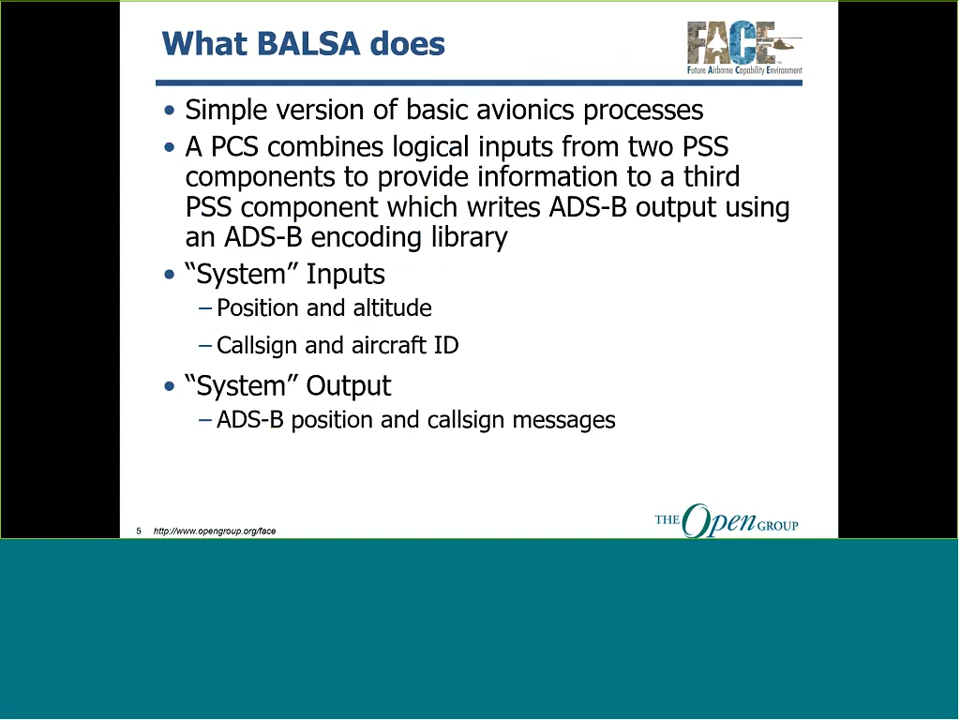 What BALSA does
FACE
Future Airborne Capability Environment
• Simple version of basic avionics processes
• A PCS combines logical inputs from two PSS
components to provide information to a third
PSS component which writes ADS-B output using
an ADS-B encoding library
• “System” Inputs
– Position and altitude
– Callsign and aircraft ID
• “System” Output
– ADS-B position and callsign messages
5 http://www.opengroup.org/face
THE Open GROUP